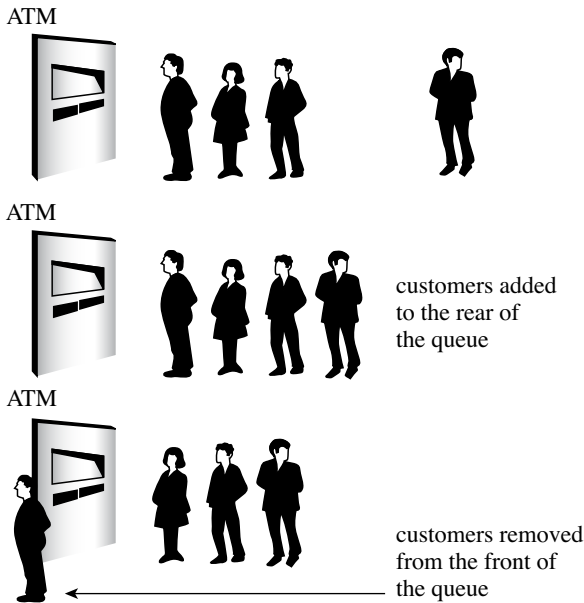 ATM
ATM
customers added
to the rear of
the queue
ATM
customers removed
from the front of
the queue